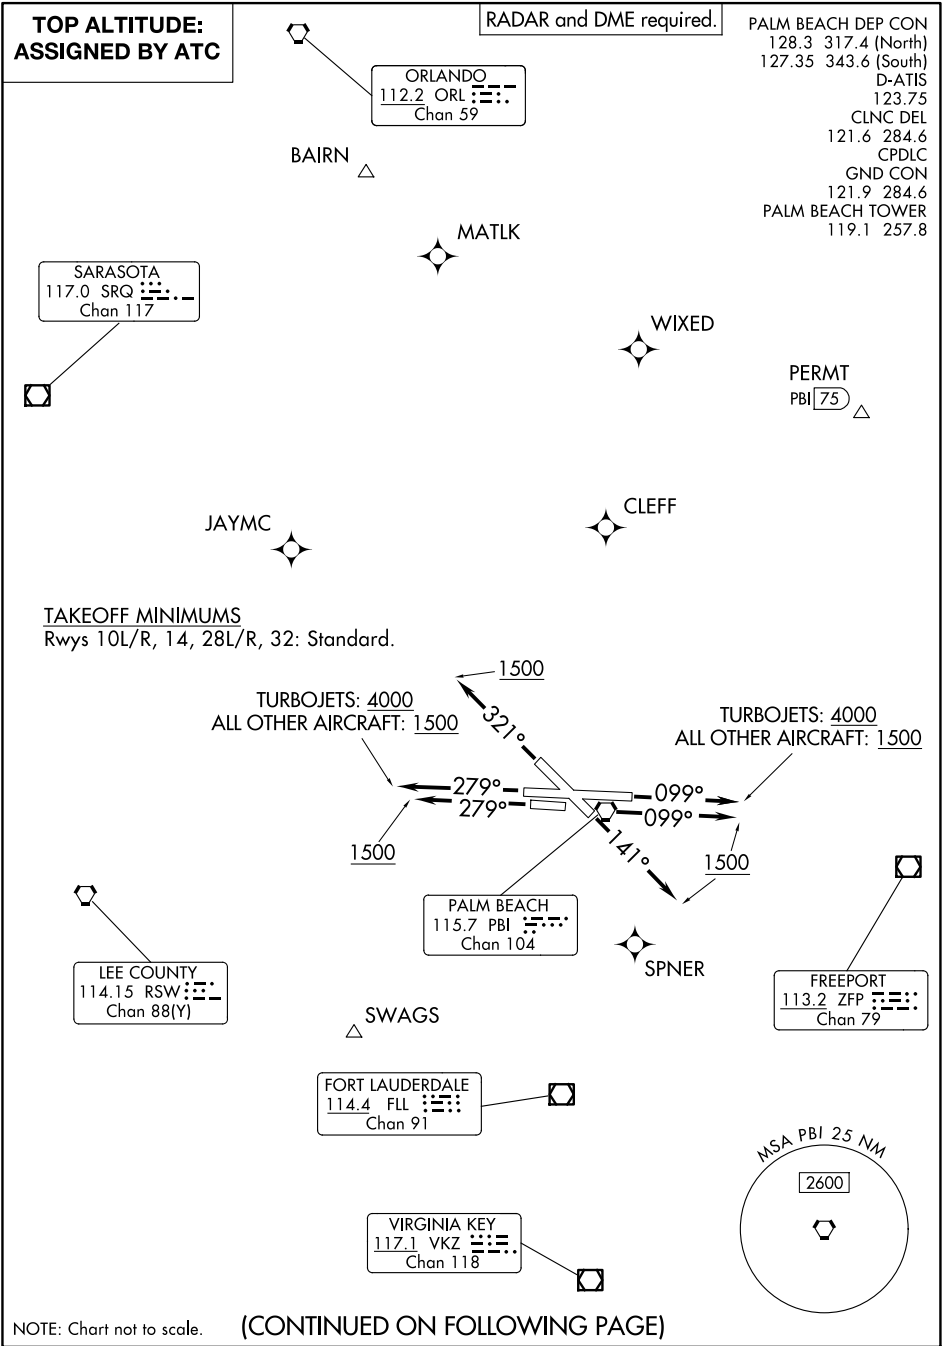 TOP ALTITUDE:
ASSIGNED BY ATC
RADAR and DME required.
PALM BEACH DEP CON
128.3 317.4 (North)
127.35 343.6 (South)
D-ATIS
123.75
CLNC DEL
121.6 284.6
CPDLC
GND CON
121.9 284.6
PALM BEACH TOWER
119.1 257.8
ORLANDO
112.2 ORL
Chan 59
BAIRN
MATLK
SARASOTA
117.0 SRQ
Chan 117
WIXED
PERMT
PBI 75
CLEFF
JAYMC
TAKEOFF MINIMUMS
Rwys 10L/R, 14, 28L/R, 32: Standard.
1500
321°
TURBOJETS: 4000
ALL OTHER AIRCRAFT: 1500
TURBOJETS: 4000
ALL OTHER AIRCRAFT: 1500
279°
279°
099°
099°
141°
1500
1500
PALM BEACH
115.7 PBI
Chan 104
SPNER
LEE COUNTY
114.15 RSW
Chan 88(Y)
FREEPORT
113.2 ZFP
Chan 79
SWAGS
FORT LAUDERDALE
114.4 FLL
Chan 91
MSA PBI 25 NM
2600
VIRGINIA KEY
117.1 VKZ
Chan 118
NOTE: Chart not to scale.
(CONTINUED ON FOLLOWING PAGE)